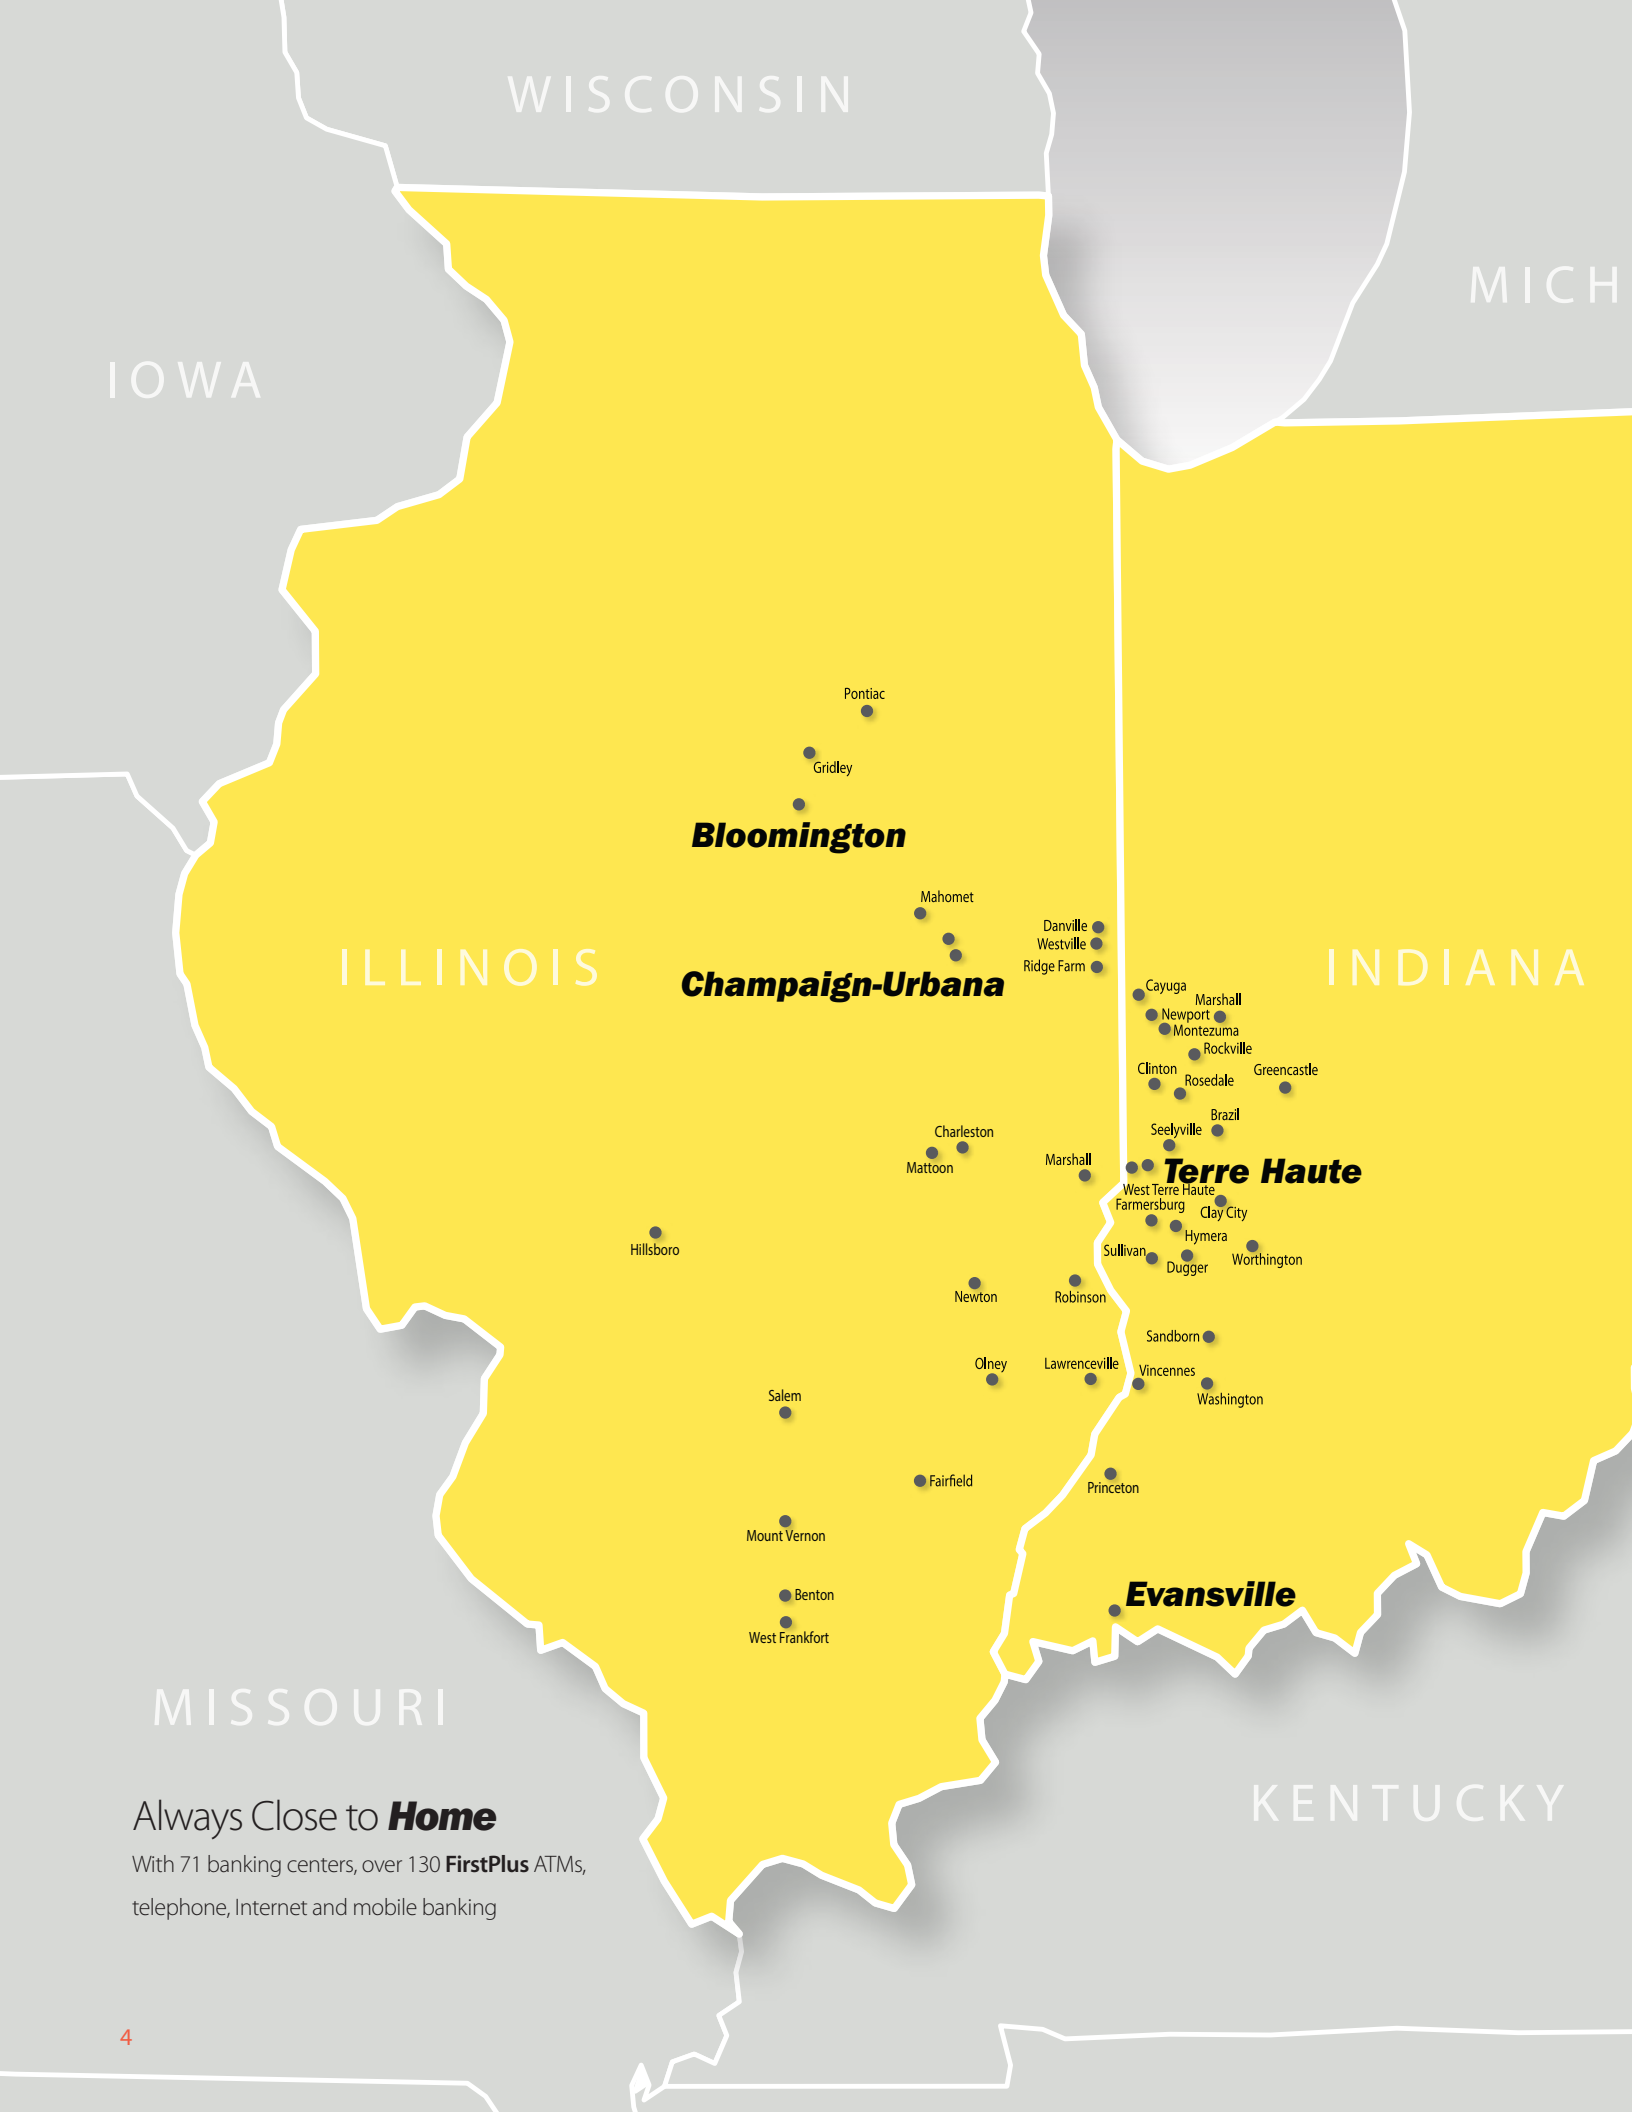 WISCONSIN
MICH
IOWA
Pontiac
Gridley
Bloomington
Mahomet
Danville
Westville
ILLINOIS
Ridge Farm
INDIANA
Champaign-Urbana
Cayuga
Marshall
Newport
Montezuma
Rockville
Clinton
Greencastle
Rosedale
Brazil
Seelyville
Charleston
Mattoon
Marshall
Terre Haute
West Terre Haute
Farmersburg
Clay City
Hymera
Hillsboro
Sullivan
Worthington
Dugger
Newton
Robinson
Sandborn
Olney
Lawrenceville
Vincennes
Washington
Salem
Fairfield
Princeton
Mount Vernon
Benton
Evansville
West Frankfort
MISSOURI
KENTUCKY
Always Close to Home
With 71 banking centers, over 130 FirstPlus ATMs,
telephone, Internet and mobile banking
4